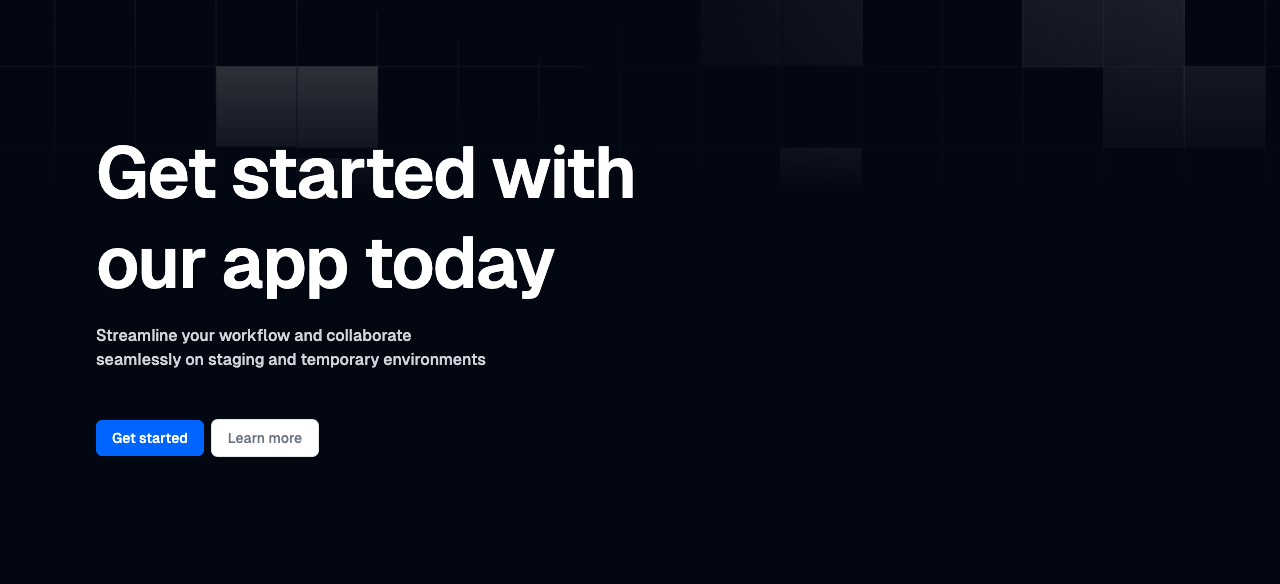 Get started with
our app today
Streamline your workflow and collaborate
seamlessly on staging and temporary environments
Get started
Learn more